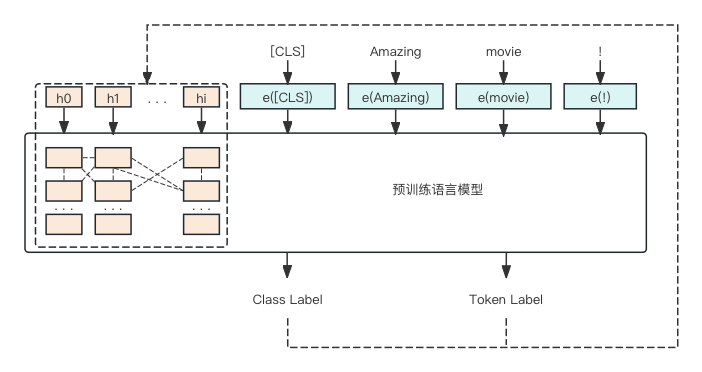 [CLS] Amazing movie !
h0 h1 ... hi e([CLS]) e(Amazing) e(movie) e(!)
预训练语言模型
... ... ...
Class Label Token Label